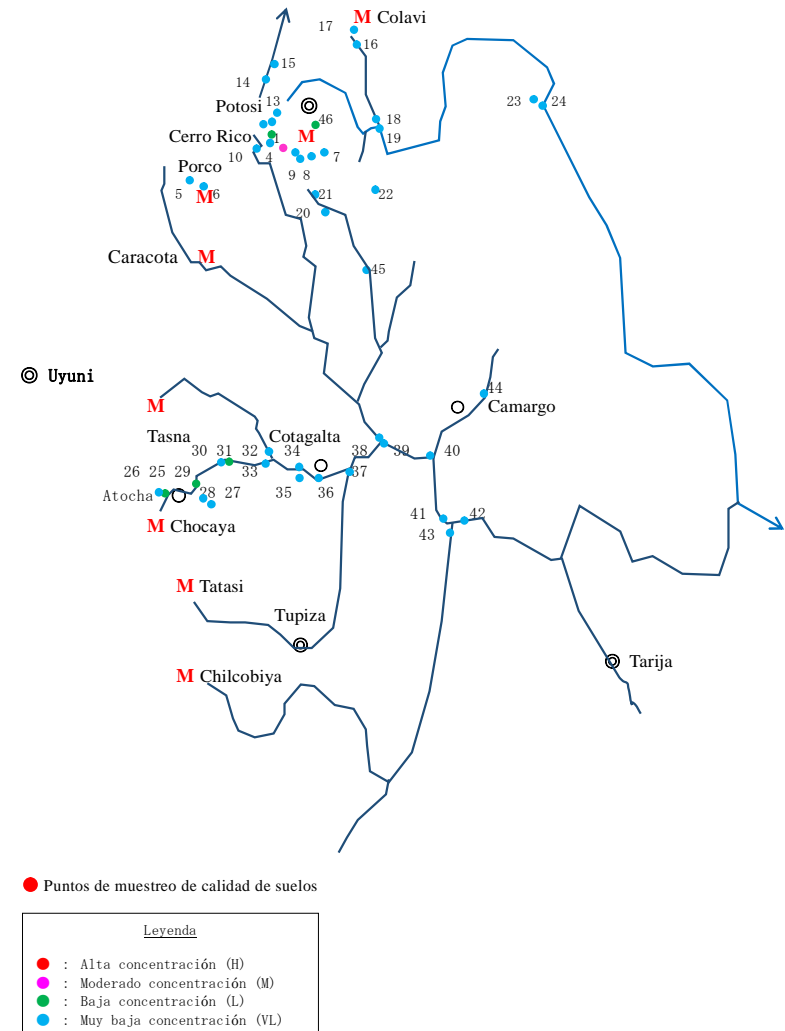 17 M Colavi
16
15
14
13
Potosi
46
18
23 24
Cerro Rico 1 M
19
10 4
7
9 8
Porco
5 6
M
21 22
20
Caracota M
45
Uyuni
M
44
Camargo
Tasna
Cotagalta
30 31 32 34
38 39 40
33
37
26 25 29
35 36
Atocha
28 27
M Chocaya
41 42
43
M Tatasi
Tupiza
Tarija
M Chilcobiya
Puntos de muestreo de calidad de suelos
Leyenda
: Alta concentración (H)
: Moderado concentración (M)
: Baja concentración (L)
: Muy baja concentración (VL)